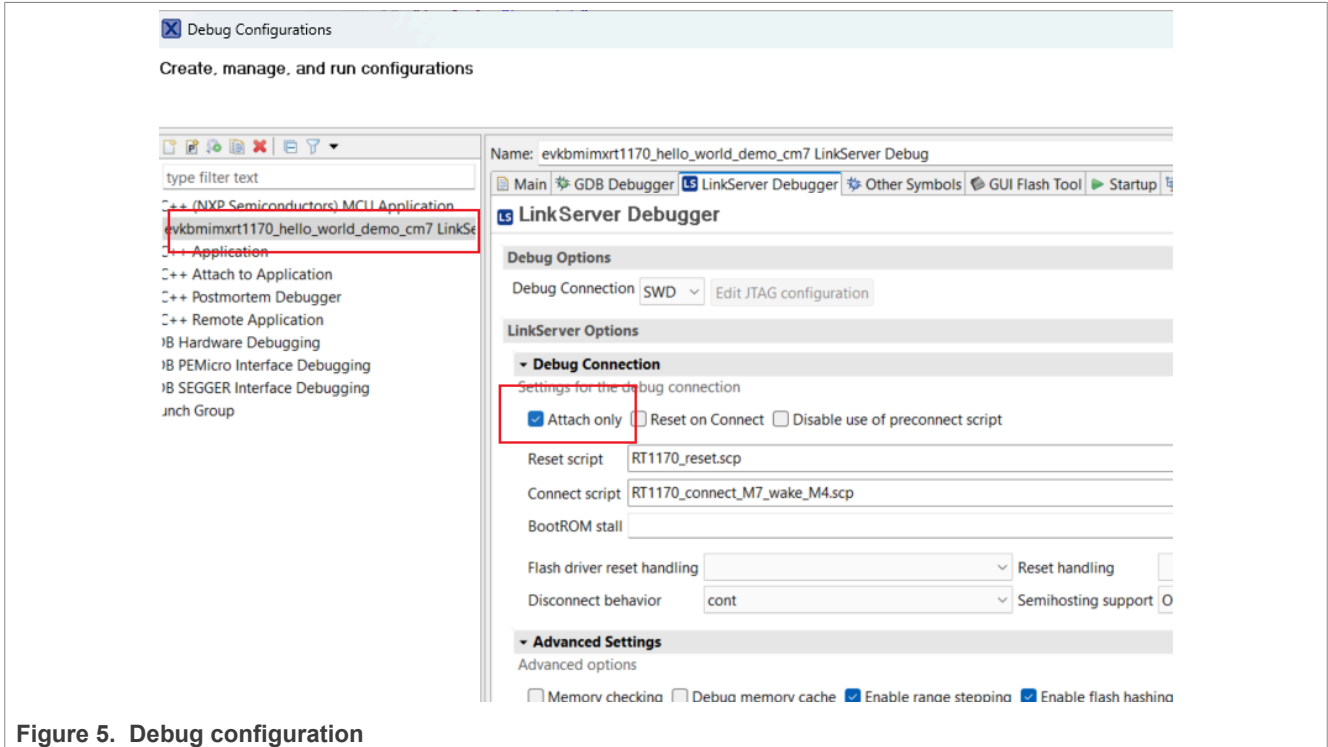 Debug Configurations
Create, manage, and run configurations
type filter text
C++ (NXP Semiconductors) MCU Application
evkbmimxrt1170_hello_world_demo_cm7 LinkSe
C++ Application
C++ Attach to Application
C++ Postmortem Debugger
C++ Remote Application
B Hardware Debugging
B PEMicro Interface Debugging
B SEGGER Interface Debugging
unch Group
Name: evkbmimxrt1170_hello_world_demo_cm7 LinkServer Debug
Main GDB Debugger LS LinkServer Debugger Other Symbols GUI Flash Tool Startup
LS LinkServer Debugger
Debug Options
Debug Connection SWD Edit JTAG configuration
LinkServer Options
Debug Connection
Settings for the debug connection
Attach only Reset on Connect Disable use of preconnect script
Reset script RT1170_reset.scp
Connect script RT1170_connect_M7_wake_M4.scp
BootROM stall
Flash driver reset handling Reset handling
Disconnect behavior cont Semihosting support O
Advanced Settings
Advanced options
Memory checking Debug memory cache Enable range stepping Enable flash hashing
Figure 5. Debug configuration